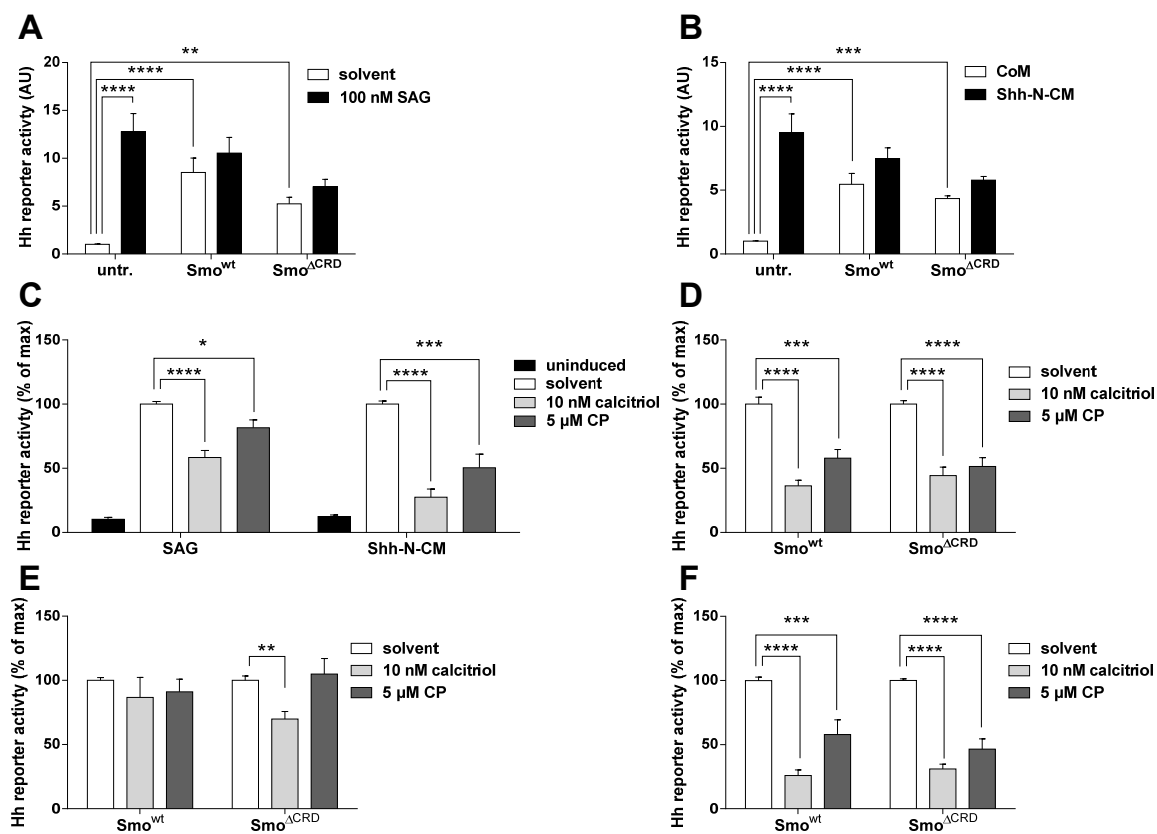 A
Hh reporter activty (AU)
20
15
10
5
0
**
****
****
solvent
100 nM SAG
untr.
Smo^wt
Smo^ΔCRD
B
Hh reporter activty (AU)
15
10
5
0
***
****
****
CoM
Shh-N-CM
untr.
Smo^wt
Smo^ΔCRD
C
Hh reporter activty (% of max)
150
100
50
0
*
****
***
****
uninduced
solvent
10 nM calcitriol
5 µM CP
SAG
Shh-N-CM
D
Hh reporter activty (% of max)
150
100
50
0
***
****
****
****
solvent
10 nM calcitriol
5 µM CP
Smo^wt
Smo^ΔCRD
E
Hh reporter activty (% of max)
150
100
50
0
**
solvent
10 nM calcitriol
5 µM CP
Smo^wt
Smo^ΔCRD
F
Hh reporter activty (% of max)
150
100
50
0
***
****
****
****
solvent
10 nM calcitriol
5 µM CP
Smo^wt
Smo^ΔCRD